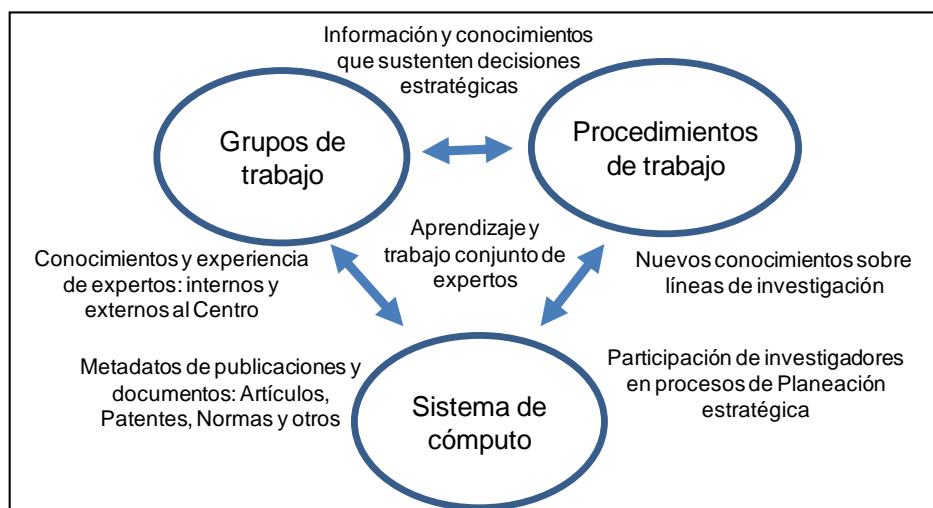 Información y conocimientos
que sustenten decisiones
estratégicas
Grupos de
trabajo
Procedimientos
de trabajo
Aprendizaje y
trabajo conjunto de
expertos
Conocimientos y experiencia
de expertos: internos y
externos al Centro
Nuevos conocimientos sobre
líneas de investigación
Metadatos de publicaciones y
documentos: Artículos,
Patentes, Normas y otros
Sistema de
cómputo
Participación de investigadores
en procesos de Planeación
estratégica